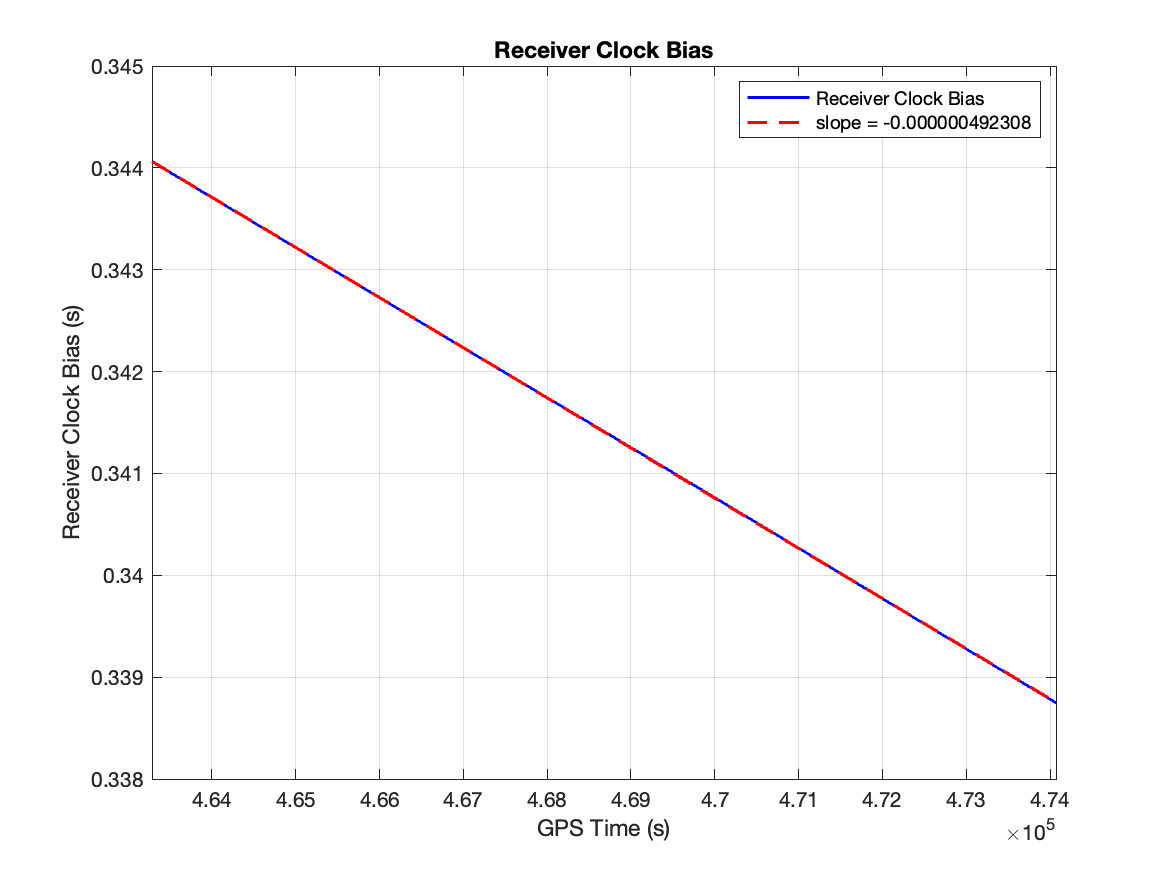 Receiver Clock Bias
0.345
0.344
0.343
0.342
0.341
0.34
0.339
0.338
Receiver Clock Bias (s)
Receiver Clock Bias
slope = -0.000000492308
4.64 4.65 4.66 4.67 4.68 4.69 4.7 4.71 4.72 4.73 4.74
GPS Time (s)
×10⁵